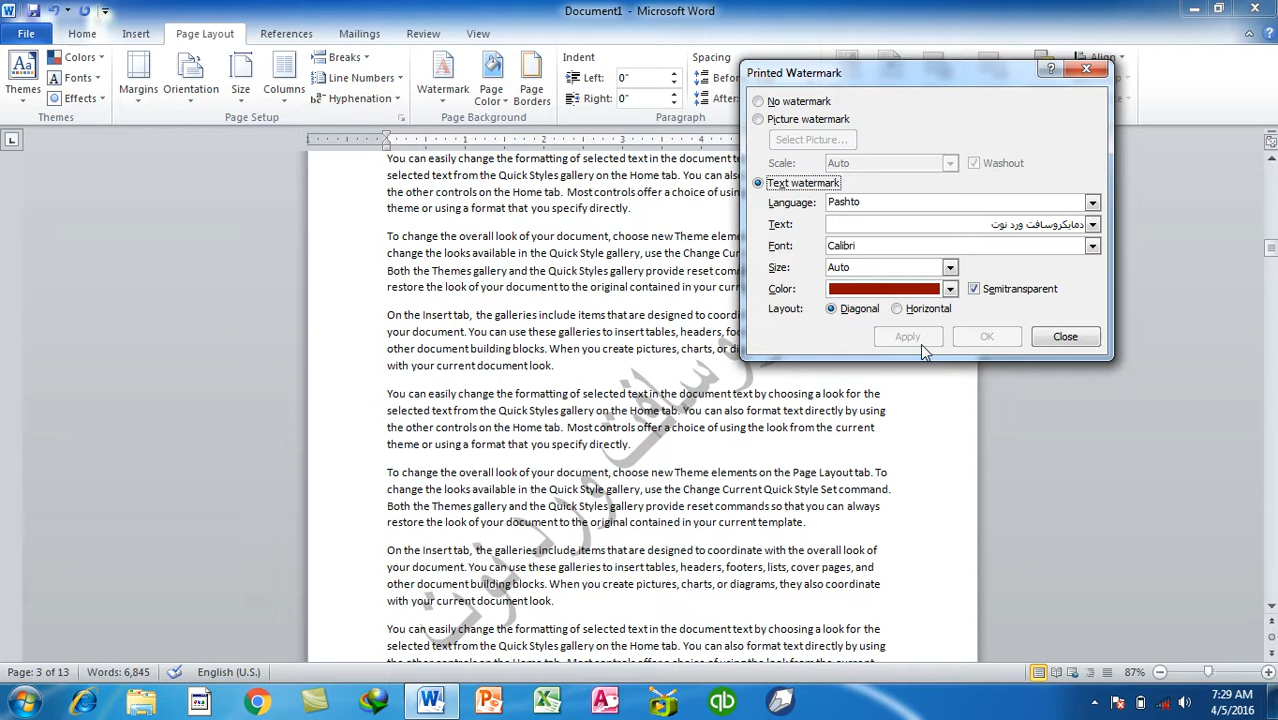 Document1 - Microsoft Word
File Home Insert Page Layout References Mailings Review View
Themes
Colors
Fonts
Effects
Themes
Margins Orientation Size Columns
Breaks
Line Numbers
Hyphenation
Page Setup
Watermark Page Color Page Borders
Page Background
Indent
Left: 0"
Right: 0"
Spacing
Before
After:
Paragraph
Align
Printed Watermark
No watermark
Picture watermark
Select Picture...
Scale: Auto Washout
Text watermark
Language: Pashto
Text: دمایکروسافت ورد نوت
Font: Calibri
Size: Auto
Color: Semitransparent
Layout: Diagonal Horizontal
Apply OK Close
1 2 3
You can easily change the formatting of selected text in the document te
selected text from the Quick Styles gallery on the Home tab. You can also
the other controls on the Home tab. Most controls offer a choice of using
theme or using a format that you specify directly.
To change the overall look of your document, choose new Theme elemen
change the looks available in the Quick Style gallery, use the Change Curr
Both the Themes gallery and the Quick Styles gallery provide reset comma
restore the look of your document to the original contained in your curre
On the Insert tab, the galleries include items that are designed to coordin
your document. You can use these galleries to insert tables, headers, foot
other document building blocks. When you create pictures, charts, or diag
with your current document look.
You can easily change the formatting of selected text in the document text by choosing a look for the
selected text from the Quick Styles gallery on the Home tab. You can also format text directly by using
the other controls on the Home tab. Most controls offer a choice of using the look from the current
theme or using a format that you specify directly.
To change the overall look of your document, choose new Theme elements on the Page Layout tab. To
change the looks available in the Quick Style gallery, use the Change Current Quick Style Set command.
Both the Themes gallery and the Quick Styles gallery provide reset commands so that you can always
restore the look of your document to the original contained in your current template.
On the Insert tab, the galleries include items that are designed to coordinate with the overall look of
your document. You can use these galleries to insert tables, headers, footers, lists, cover pages, and
other document building blocks. When you create pictures, charts, or diagrams, they also coordinate
with your current document look.
You can easily change the formatting of selected text in the document text by choosing a look for the
selected text from the Quick Styles gallery on the Home tab. You can also format text directly by using
وسافت ورد نوت
Page: 3 of 13 Words: 6,845 English (U.S.) 87%
7:29 AM
4/5/2016